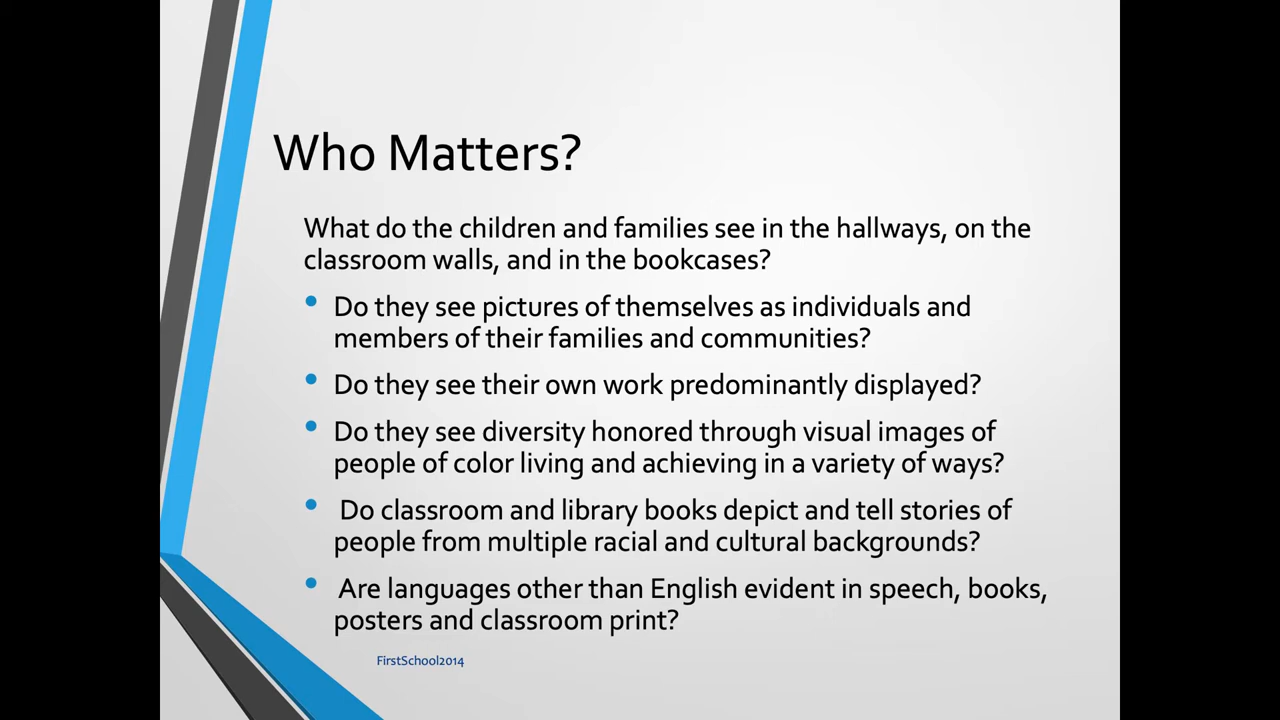 Who Matters?
What do the children and families see in the hallways, on the
classroom walls, and in the bookcases?
• Do they see pictures of themselves as individuals and
members of their families and communities?
• Do they see their own work predominantly displayed?
• Do they see diversity honored through visual images of
people of color living and achieving in a variety of ways?
• Do classroom and library books depict and tell stories of
people from multiple racial and cultural backgrounds?
• Are languages other than English evident in speech, books,
posters and classroom print?
FirstSchool2014